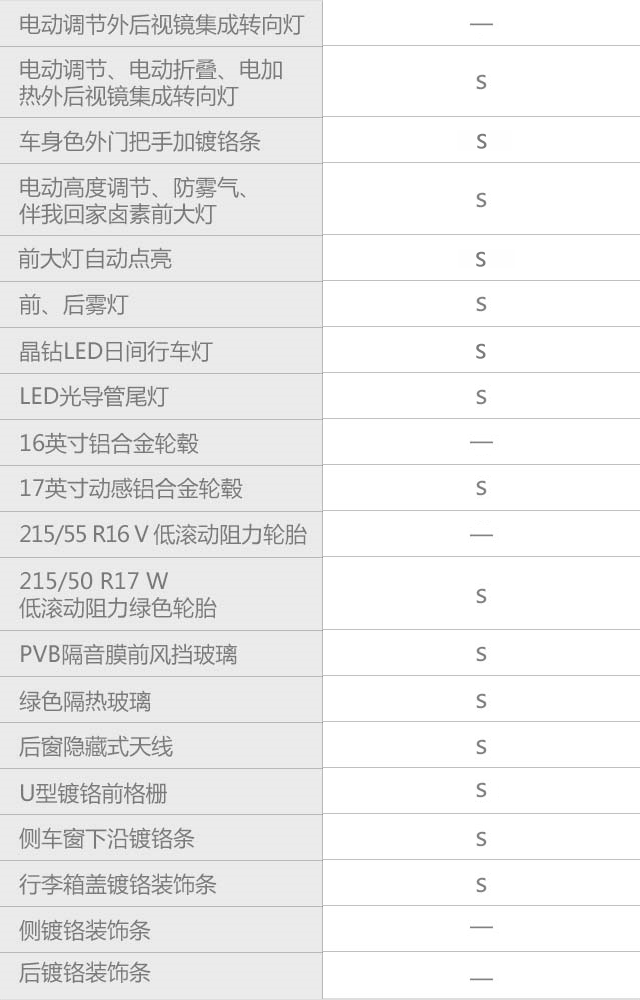 电动调节外后视镜集成转向灯 —
电动调节、电动折叠、电加
热外后视镜集成转向灯 S
车身色外门把手加镀铬条 S
电动高度调节、防雾气、
伴我回家卤素前大灯 S
前大灯自动点亮 S
前、后雾灯 S
晶钻LED日间行车灯 S
LED光导管尾灯 S
16英寸铝合金轮毂 —
17英寸动感铝合金轮毂 S
215/55 R16 V 低滚动阻力轮胎 —
215/50 R17 W
低滚动阻力绿色轮胎 S
PVB隔音膜前风挡玻璃 S
绿色隔热玻璃 S
后窗隐藏式天线 S
U型镀铬前格栅 S
侧车窗下沿镀铬条 S
行李箱盖镀铬装饰条 S
侧镀铬装饰条 —
后镀铬装饰条 —